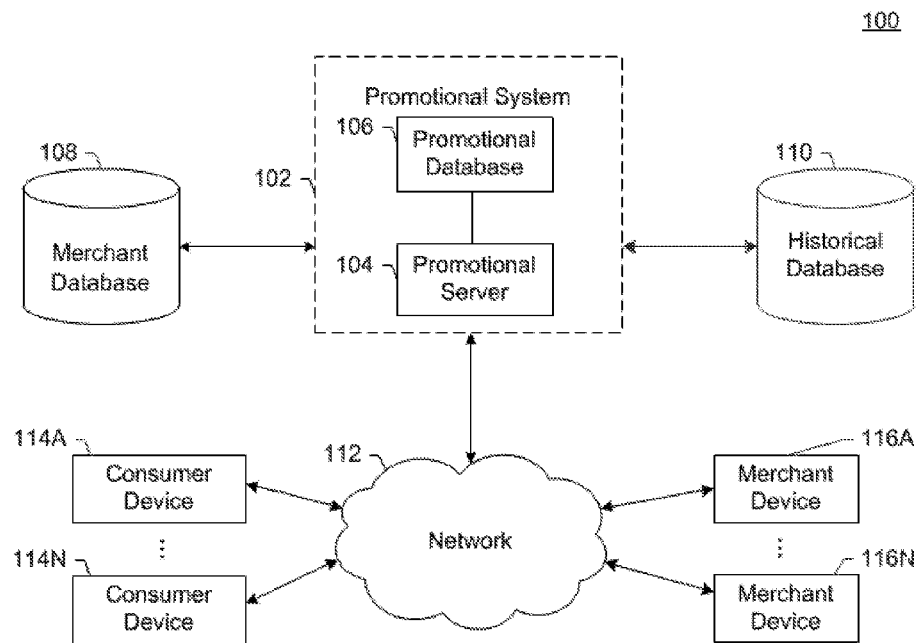 100
Promotional System
106
Promotional
Database
108
102
110
Merchant
Database
104
Promotional
Server
Historical
Database
114A
Consumer
Device
112
116A
Merchant
Device
Network
114N
Consumer
Device
116N
Merchant
Device